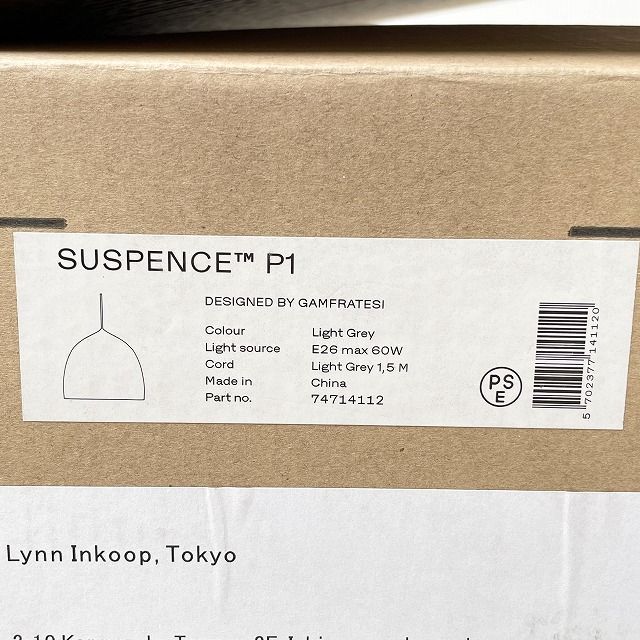 SUSPENCE™ P1
DESIGNED BY GAMFRATESI
Colour Light Grey
Light source E26 max 60W
Cord Light Grey 1,5 M
Made in China
Part no. 74714112
PS
E
5 702377 141120
Lynn Inkoop, Tokyo